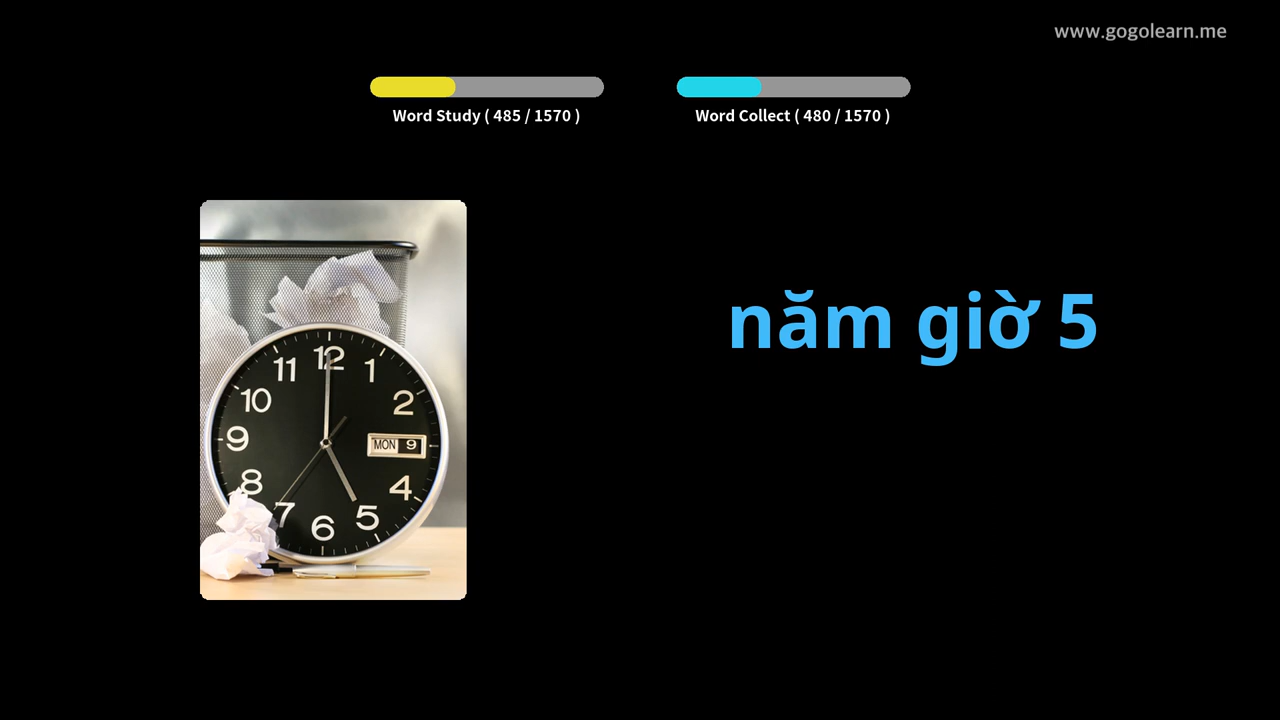 www.gogolearn.me
Word Study ( 485 / 1570 )
Word Collect ( 480 / 1570 )
năm giờ 5
12
11
1
10
2
9
MON 9
8
4
7
5
6